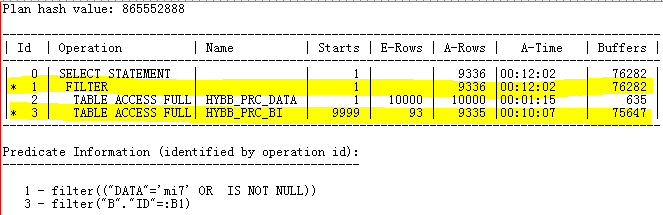 Plan hash value: 865552888
--------------------------------------------------------------------------------------------
| Id | Operation | Name | Starts | E-Rows | A-Rows | A-Time | Buffers |
--------------------------------------------------------------------------------------------
| 0 | SELECT STATEMENT | | 1 | | 9336 |00:12:02 | 76282 |
|* 1 | FILTER | | 1 | | 9336 |00:12:02 | 76282 |
| 2 | TABLE ACCESS FULL| HYBB_PRC_DATA | 1 | 10000 | 10000 |00:01:15 | 635 |
|* 3 | TABLE ACCESS FULL| HYBB_PRC_BI | 9999 | 93 | 9335 |00:10:07 | 75647 |
--------------------------------------------------------------------------------------------
Predicate Information (identified by operation id):
---------------------------------------------------
1 - filter(("DATA"='mi7' OR IS NOT NULL))
3 - filter("B"."ID"=:B1)